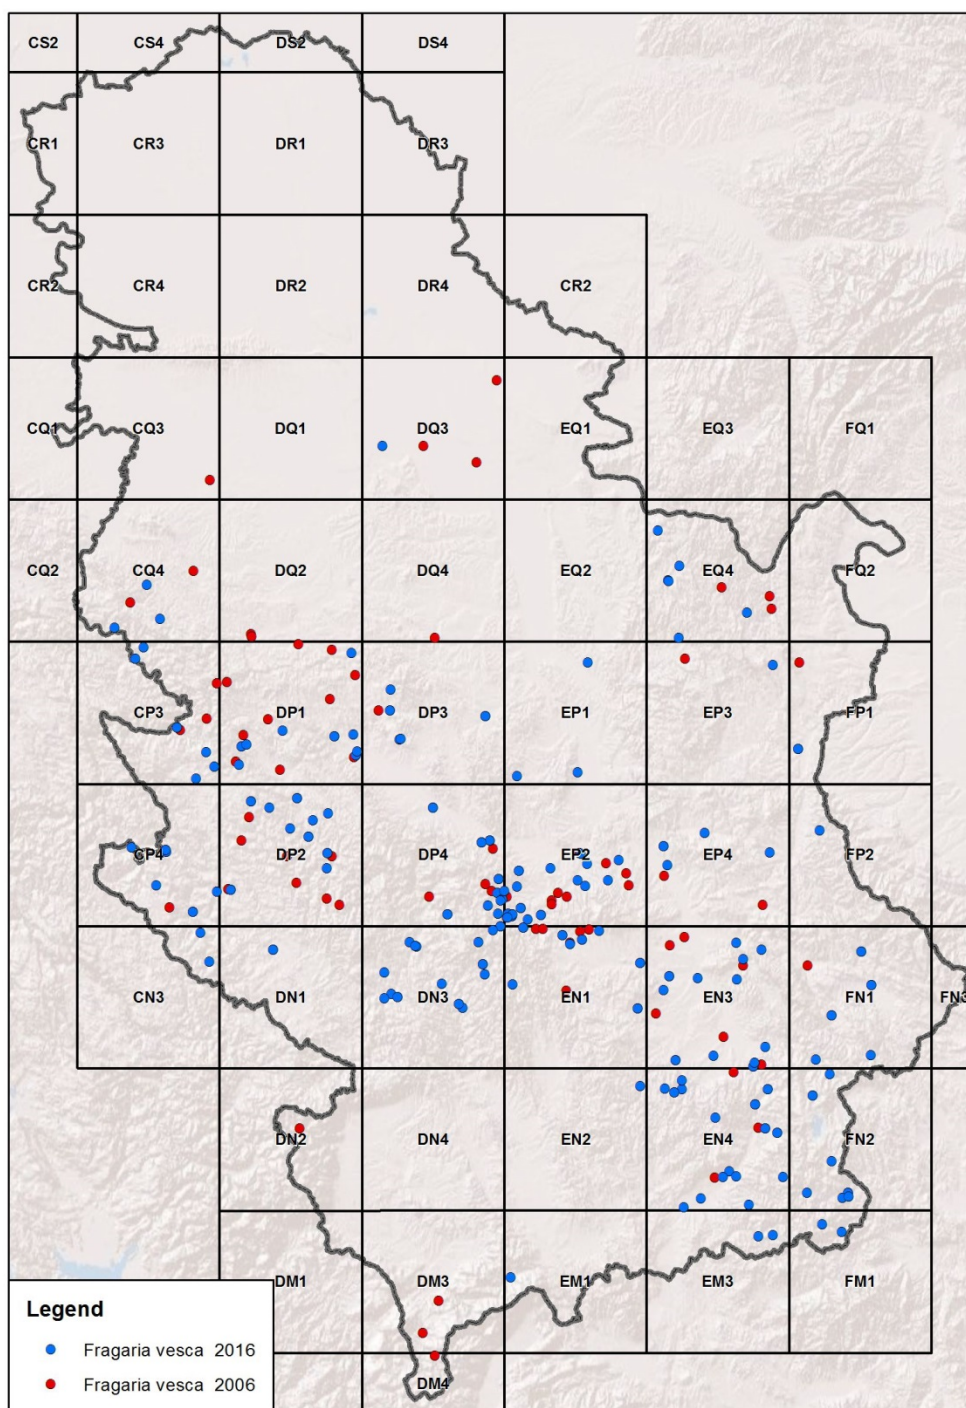 CS2 CS4 DS2 DS4
CR1 CR3 DR1 DR3
CR2 CR4 DR2 DR4 CR2
CQ1 CQ3 DQ1 DQ3 EQ1 EQ3 FQ1
CQ2 CQ4 DQ2 DQ4 EQ2 EQ4 FQ2
CP3 DP1 DP3 EP1 EP3 FP1
CP4 DP2 DP4 EP2 EP4 FP2
CN3 DN1 DN3 EN1 EN3 FN1 FN3
DN2 DN4 EN2 EN4 FN2
DM1 DM3 EM1 EM3 FM1
Legend
Fragaria vesca 2016
Fragaria vesca 2006
DM4